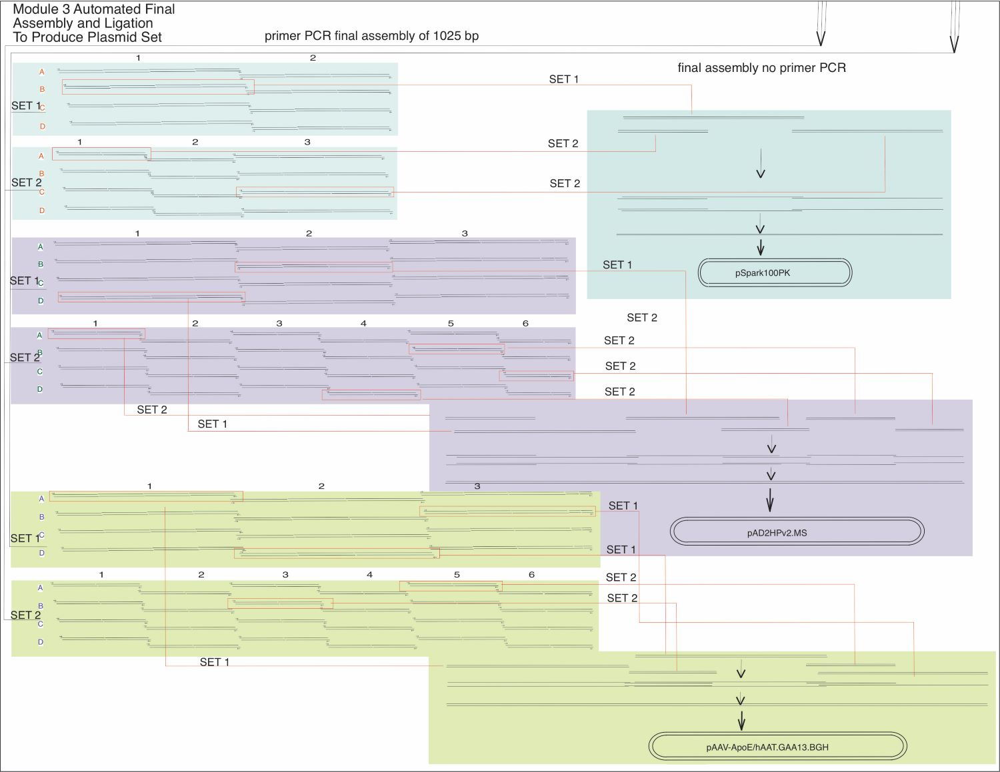 Module 3 Automated Final
Assembly and Ligation
To Produce Plasmid Set
primer PCR final assembly of 1025 bp
final assembly no primer PCR
1 2
A
B
SET 1
C
D
SET 1
1 2 3
A
B
SET 2
C
D
SET 2
SET 2
pSpark100PK
1 2 3
A
B
SET 1
C
D
SET 1
SET 2
1 2 3 4 5 6
A
B
SET 2
C
D
SET 2
SET 2
SET 2
SET 2
SET 1
pAD2HPv2.MS
1 2 3
A
B
SET 1
C
D
SET 1
SET 1
1 2 3 4 5 6
A
B
SET 2
C
D
SET 2
SET 2
SET 1
pAAV-ApoE/hAAT.GAA13.BGH